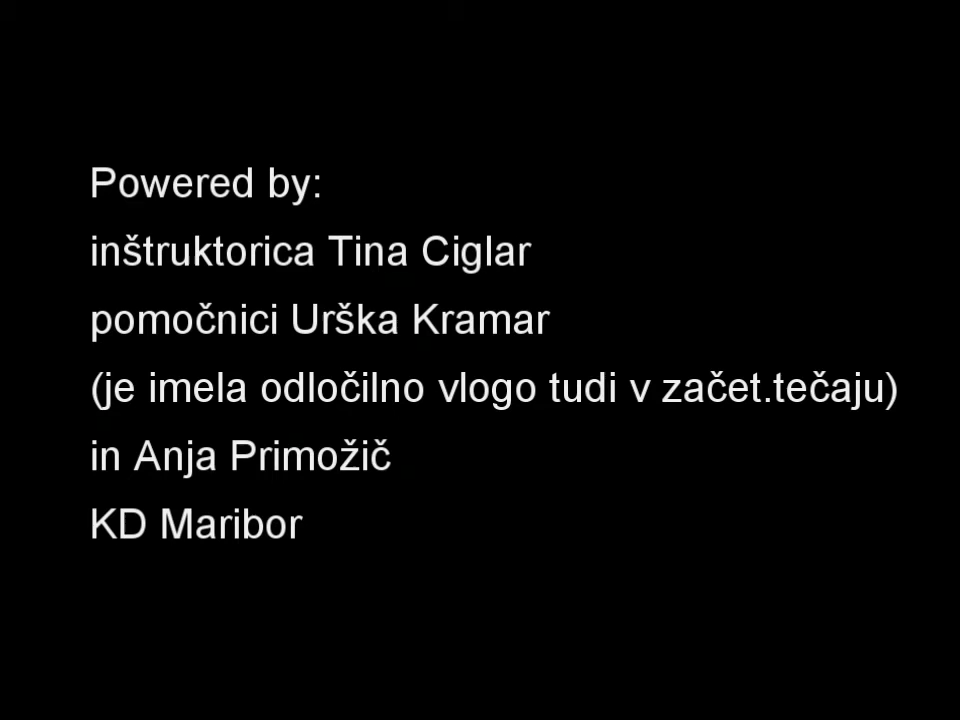 Powered by:
inštruktorica Tina Ciglar
pomočnici Urška Kramar
(je imela odločilno vlogo tudi v začet.tečaju)
in Anja Primožič
KD Maribor